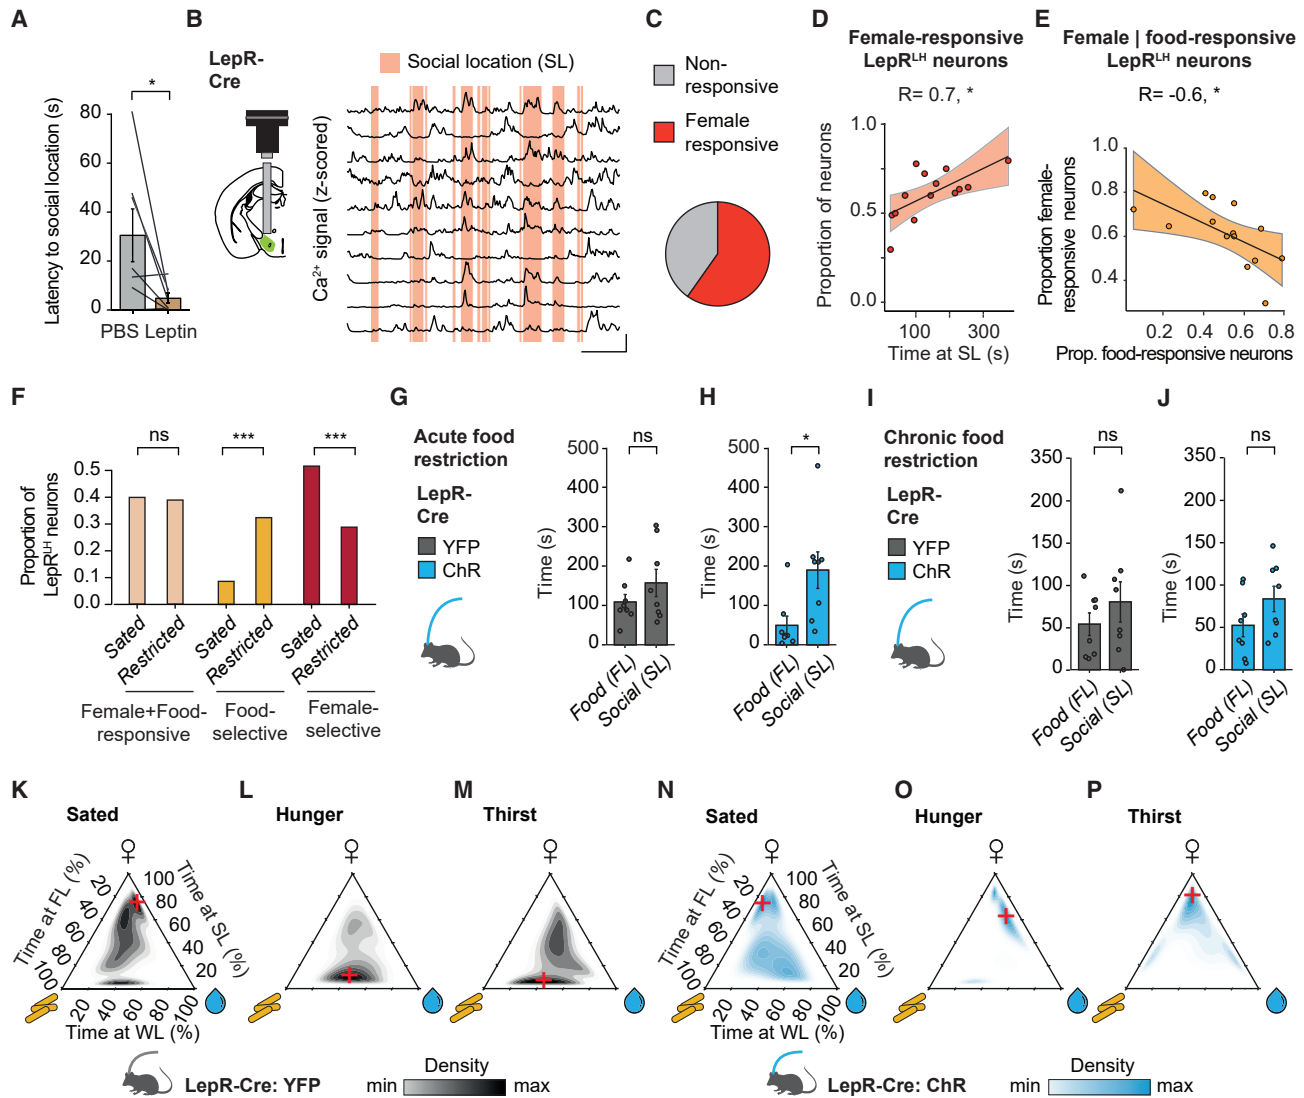 A
Latency to social location (s)
80
60
40
20
0
*
PBS Leptin
B
LepR-
Cre
Social location (SL)
Ca2+ signal (z-scored)
C
Non-
responsive
Female
responsive
D
Female-responsive
LepRLH neurons
R= 0.7, *
Proportion of neurons
1.0
0.5
0.0
100
300
Time at SL (s)
E
Female | food-responsive
LepRLH neurons
R= -0.6, *
Proportion female-
responsive neurons
1.0
0.8
0.6
0.4
0.2 0.4 0.6 0.8
Prop. food-responsive neurons
F
Proportion of
LepRLH neurons
0.5
0.4
0.3
0.2
0.1
0.0
ns
***
***
Sated
Restricted
Sated
Restricted
Sated
Restricted
Female+Food-
responsive
Food-
selective
Female-
selective
G
Acute food
restriction
LepR-
Cre
YFP
ChR
Time (s)
500
400
300
200
100
0
ns
Food (FL)
Social (SL)
H
Time (s)
500
400
300
200
100
0
*
Food (FL)
Social (SL)
I
Chronic food
restriction
LepR-
Cre
YFP
ChR
Time (s)
350
200
150
100
50
0
ns
Food (FL)
Social (SL)
J
Time (s)
350
200
150
100
50
0
ns
Food (FL)
Social (SL)
K
Sated
♀
Time at FL (%)
20
40
60
80
100
Time at SL (%)
100
80
60
40
20
20
40
60
80
100
Time at WL (%)
L
Hunger
♀
M
Thirst
♀
LepR-Cre: YFP
Density
min
max
N
Sated
♀
Time at FL (%)
20
40
60
80
100
Time at SL (%)
100
80
60
40
20
20
40
60
80
100
Time at WL (%)
O
Hunger
♀
P
Thirst
♀
LepR-Cre: ChR
Density
min
max